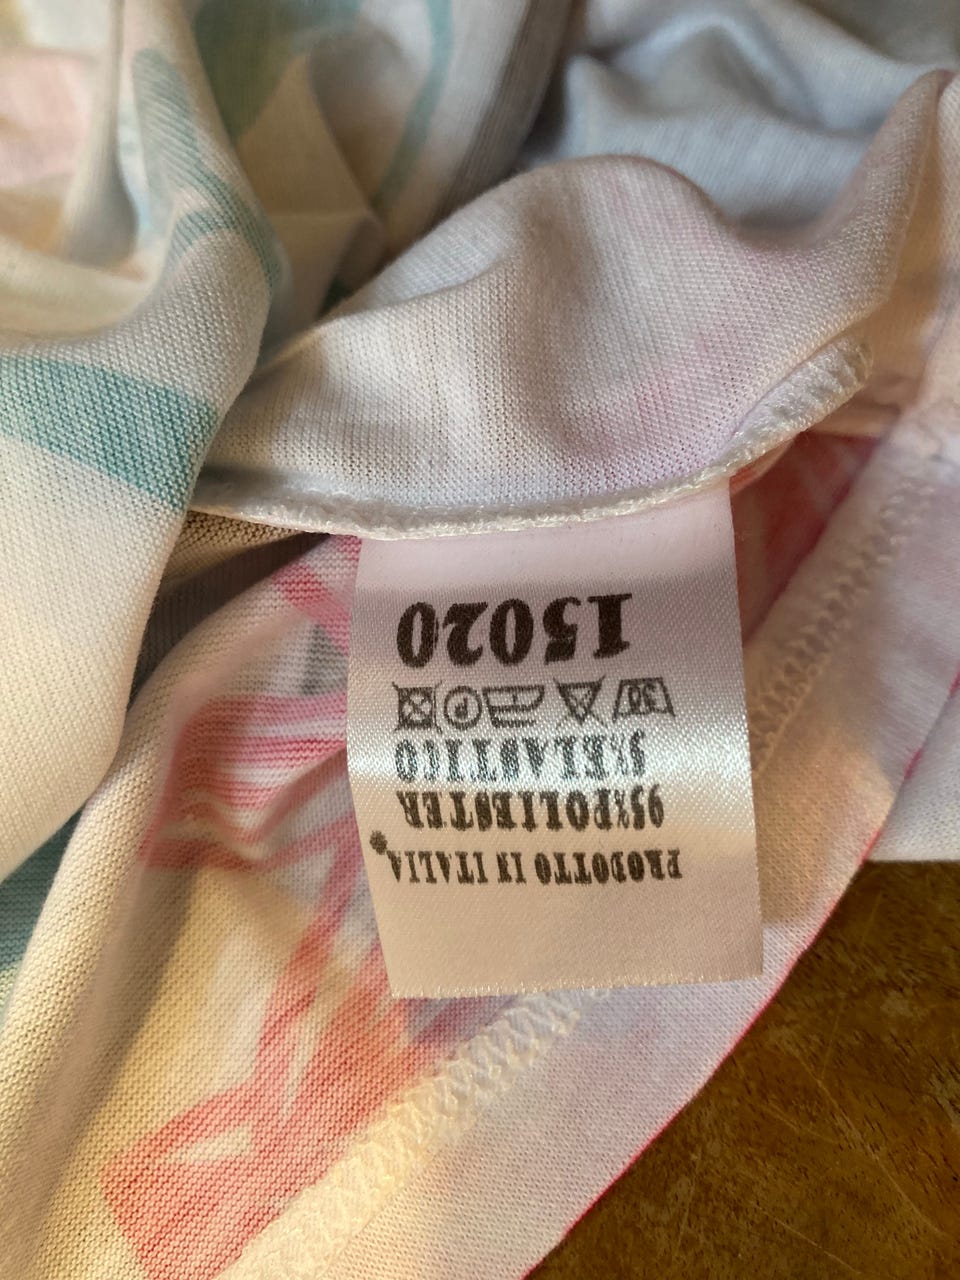 PRODOTTO IN ITALIA
95%POLIESTER
5%ELASTICO
30 P
15020